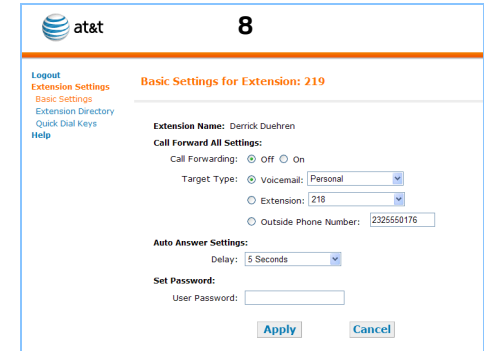 at&t
8
Logout
Extension Settings
Basic Settings
Extension Directory
Quick Dial Keys
Help
Basic Settings for Extension: 219
Extension Name: Derrick Duehren
Call Forward All Settings:
Call Forwarding: Off On
Target Type: Voicemail: Personal
Extension: 218
Outside Phone Number: 2325550176
Auto Answer Settings:
Delay: 5 Seconds
Set Password:
User Password:
Apply Cancel